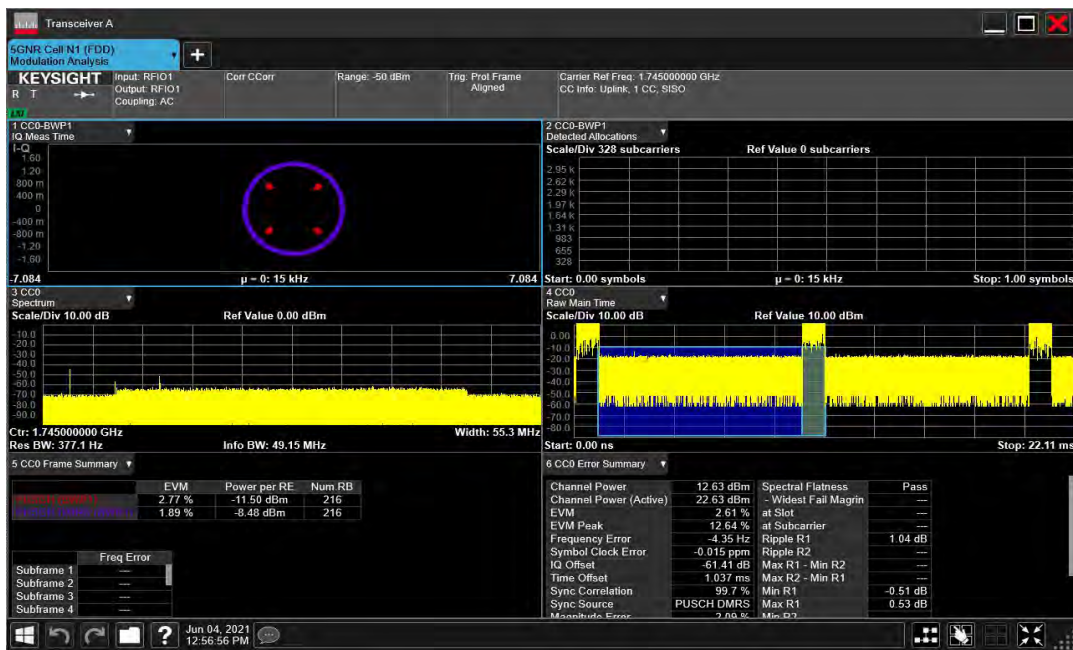 Transceiver A
5GNR Cell N1 (FDD)
Modulation Analysis
+
KEYSIGHT
R T
Input: RFIO1
Output: RFIO1
Coupling: AC
Corr CCorr
Range: -50 dBm
Trig: Prot Frame
Aligned
Carrier Ref Freq: 1.745000000 GHz
CC Info: Uplink, 1 CC, SISO
1 CC0-BWP1
IQ Meas Time
I-Q
1.60
1.20
800 m
400 m
0
-400 m
-800 m
-1.20
-1.60
-7.084
µ = 0: 15 kHz
7.084
2 CC0-BWP1
Detected Allocations
Scale/Div 328 subcarriers
Ref Value 0 subcarriers
2.95 k
2.62 k
2.29 k
1.97 k
1.64 k
1.31 k
983
655
328
Start: 0.00 symbols
µ = 0: 15 kHz
Stop: 1.00 symbols
3 CC0
Spectrum
Scale/Div 10.00 dB
Ref Value 0.00 dBm
-10.0
-20.0
-30.0
-40.0
-50.0
-60.0
-70.0
-80.0
-90.0
Ctr: 1.745000000 GHz
Width: 55.3 MHz
Res BW: 377.1 Hz
Info BW: 49.15 MHz
4 CC0
Raw Main Time
Scale/Div 10.00 dB
Ref Value 10.00 dBm
0.00
-10.0
-20.0
-30.0
-40.0
-50.0
-60.0
-70.0
-80.0
Start: 0.00 ns
Stop: 22.11 ms
5 CC0 Frame Summary
EVM Power per RE Num RB
2.77 % -11.50 dBm 216
1.89 % -8.48 dBm 216
Freq Error
Subframe 1 ---
Subframe 2 ---
Subframe 3 ---
Subframe 4 ---
6 CC0 Error Summary
Channel Power 12.63 dBm Spectral Flatness Pass
Channel Power (Active) 22.63 dBm - Widest Fail Magrin ---
EVM 2.61 % at Slot ---
EVM Peak 12.64 % at Subcarrier ---
Frequency Error -4.35 Hz Ripple R1 1.04 dB
Symbol Clock Error -0.015 ppm Ripple R2 ---
IQ Offset -61.41 dB Max R1 - Min R2 ---
Time Offset 1.037 ms Max R2 - Min R1 ---
Sync Correlation 99.7 % Min R1 -0.51 dB
Sync Source PUSCH DMRS Max R1 0.53 dB
Magnitude Error 2.09 % Min R2
?
Jun 04, 2021
12:56:56 PM